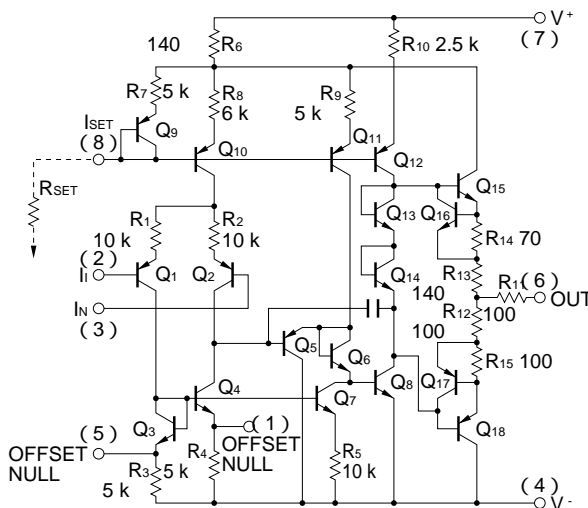 V+
(7)
140
R6
R10 2.5 k
R7
5 k
R8
6 k
R9
5 k
ISET
(8)
Q9
Q10
Q11
Q12
Q15
RSET
Q13
Q16
R14 70
R1
10 k
R2
10 k
R13
(2)
II
Q1
Q2
Q14
R11
(6)
OUT
140
R12
100
100
IN
(3)
Q5
Q6
Q8
R15 100
Q17
Q4
Q7
Q3
Q18
(5)
OFFSET
NULL
(1)
OFFSET
NULL
R3
5 k
5 k
R4
R5
10 k
(4)
V-